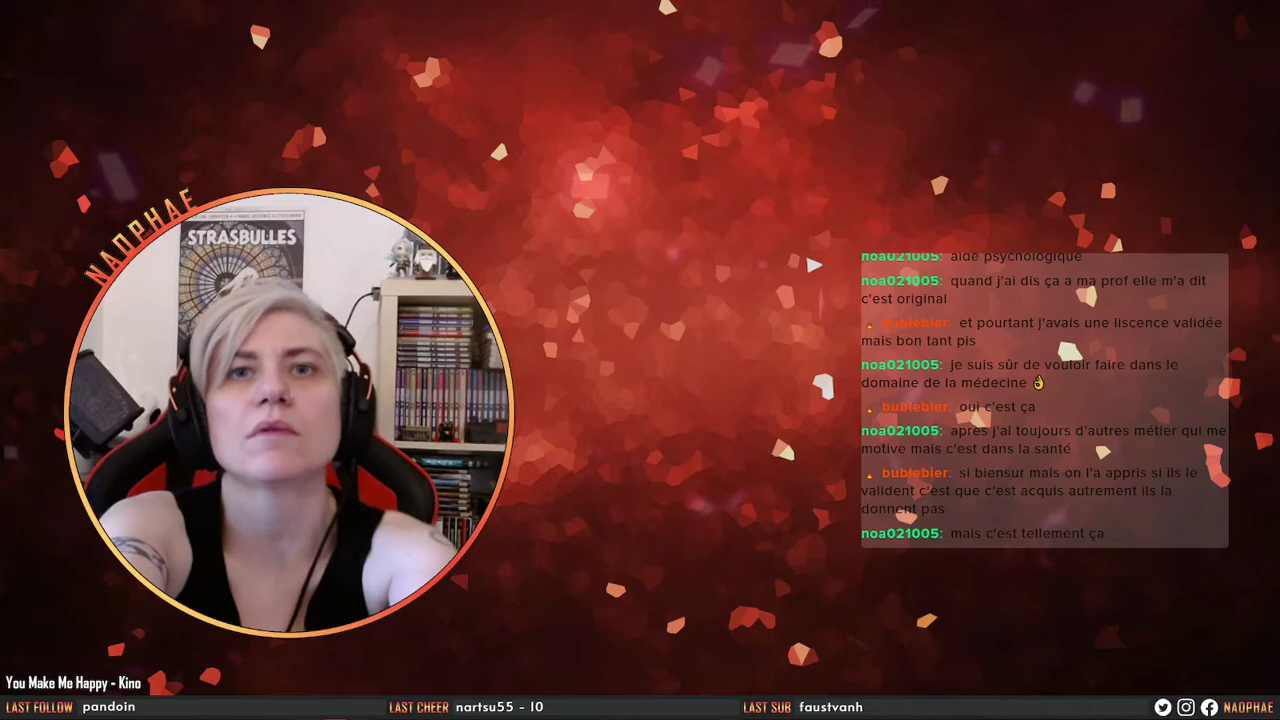 NAOPHAE
STRASBULLES
noa021005: aide psychologique
noa021005: quand j'ai dis ça a ma prof elle m'a dit
c'est original
bublebier: et pourtant j'avais une liscence validée
mais bon tant pis
noa021005: je suis sûr de vouloir faire dans le
domaine de la médecine 👌
bublebier: oui c'est ça
noa021005: après j'ai toujours d'autres métier qui me
motive mais c'est dans la santé
bublebier: si biensur mais on l'a appris si ils le
valident c'est que c'est acquis autrement ils la
donnent pas
noa021005: mais c'est tellement ça
You Make Me Happy - Kino
LAST FOLLOW pandoin
LAST CHEER nartsu55 - 10
LAST SUB faustvanh
NAOPHAE